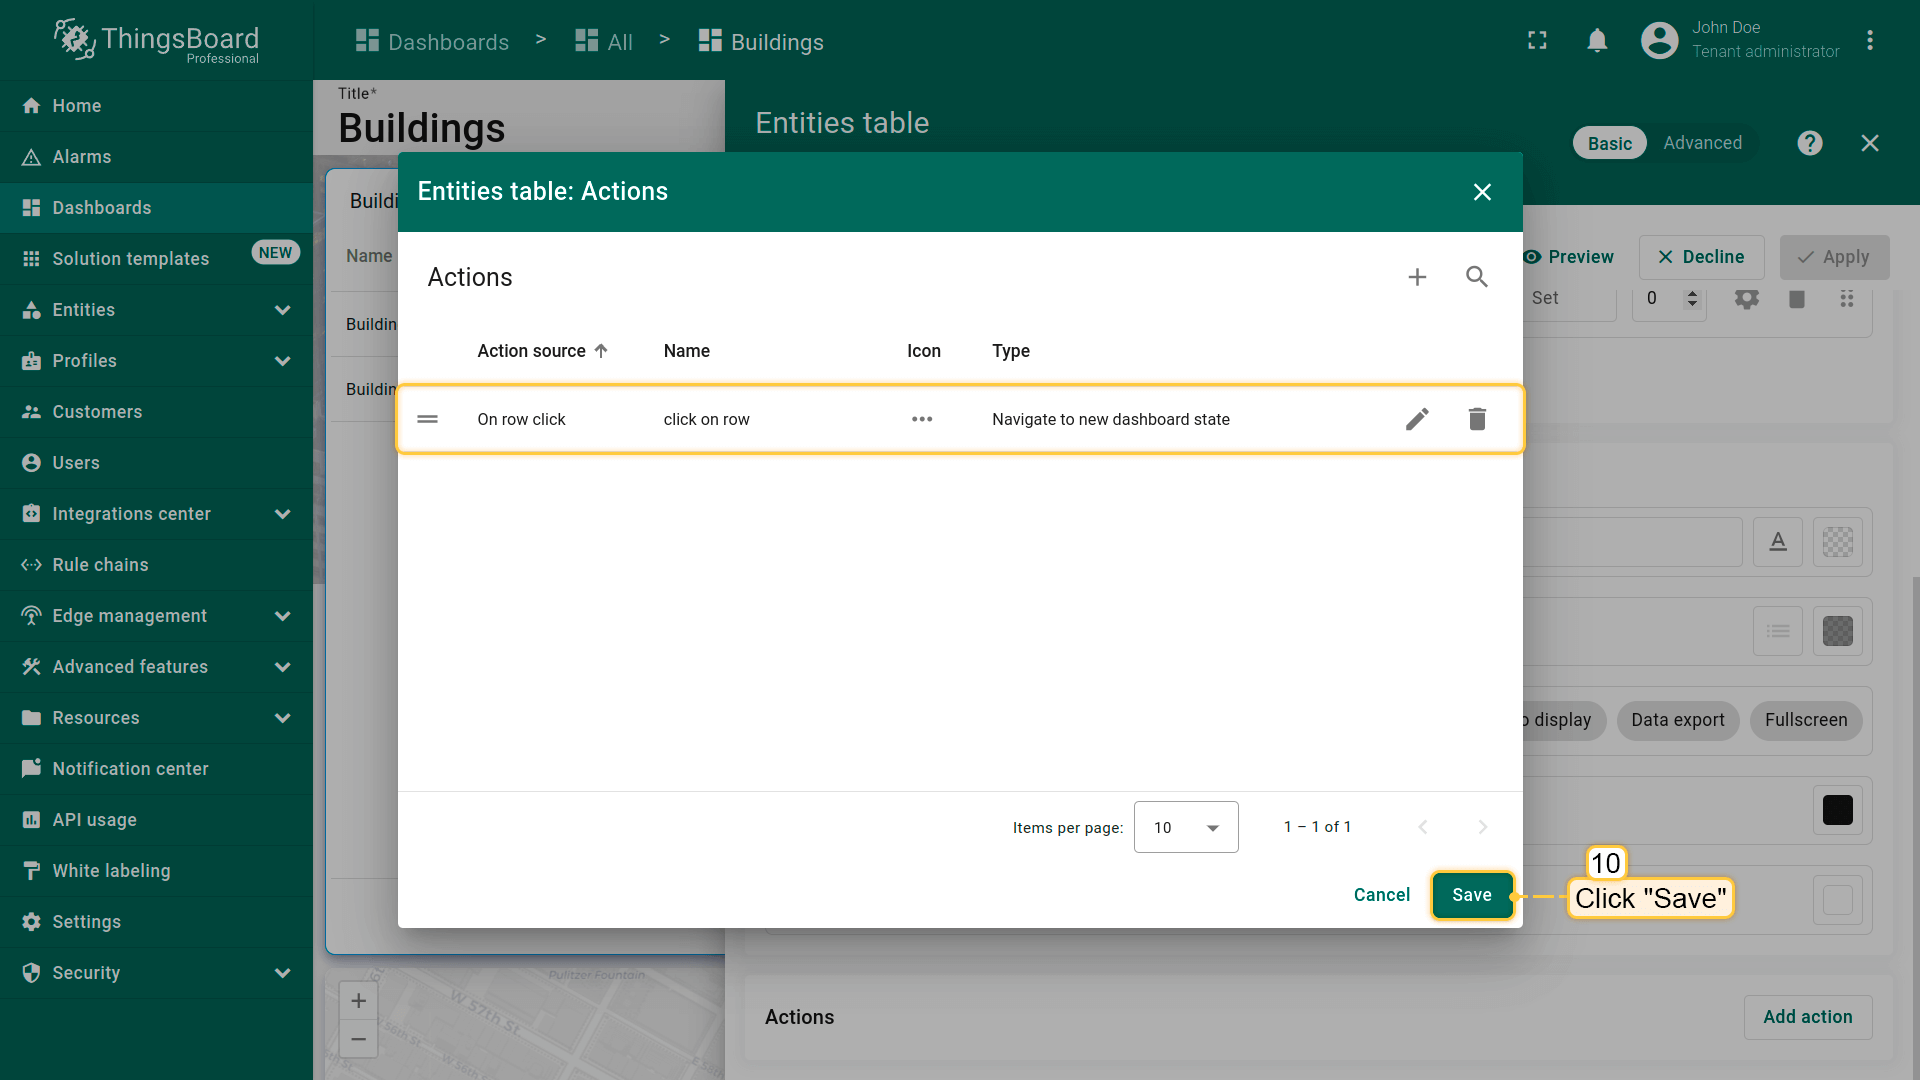 ThingsBoard
Professional
Dashboards > All > Buildings
John Doe
Tenant administrator
Home
Alarms
Dashboards
Solution templates NEW
Entities
Profiles
Customers
Users
Integrations center
Rule chains
Edge management
Advanced features
Resources
Notification center
API usage
White labeling
Settings
Security
Title*
Buildings
Entities table
Basic Advanced
Preview Decline Apply
Set 0
Buildi
Name
Buildin
Buildin
Entities table: Actions
Actions
Action source Name Icon Type
On row click click on row Navigate to new dashboard state
Items per page: 10 1 – 1 of 1
Cancel Save
10
Click "Save"
o display Data export Fullscreen
Actions
Add action
+
−
Pulitzer Fountain
W 57th St.
W 56th St.